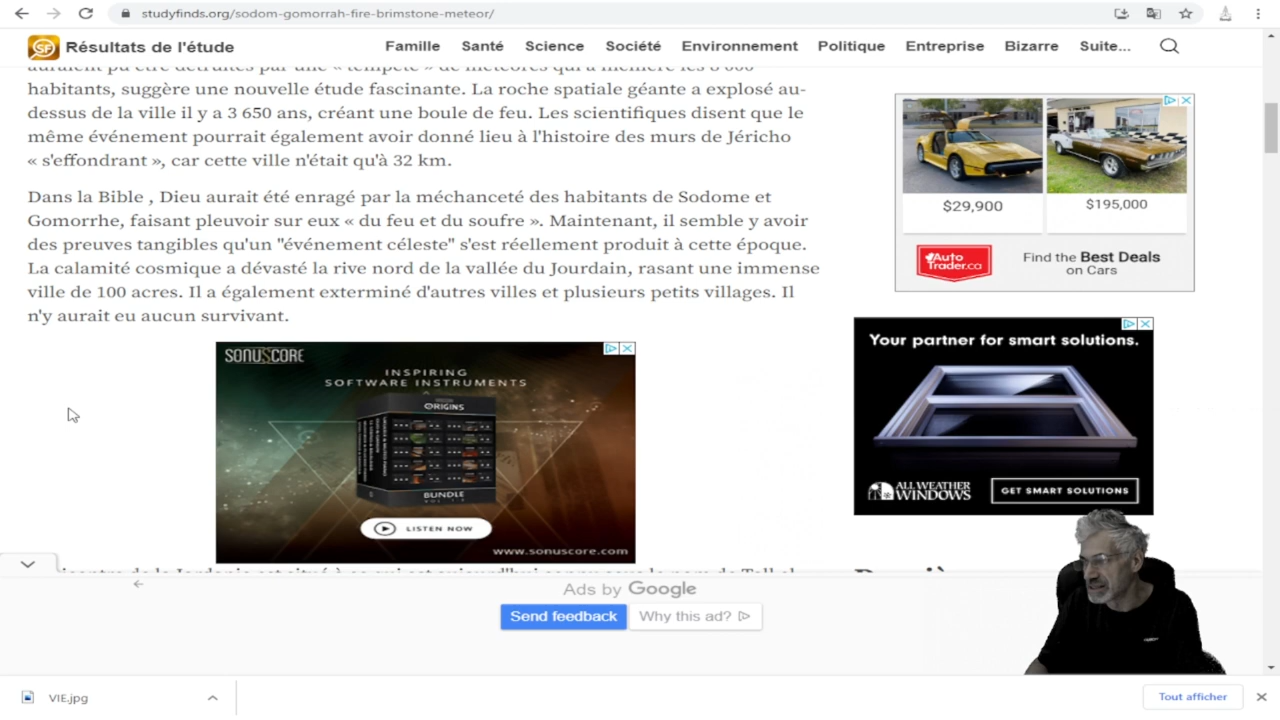 studyfinds.org/sodom-gomorrah-fire-brimstone-meteor/
SF Résultats de l'étude
Famille Santé Science Société Environnement Politique Entreprise Bizarre Suite...
habitants, suggère une nouvelle étude fascinante. La roche spatiale géante a explosé au-
dessus de la ville il y a 3 650 ans, créant une boule de feu. Les scientifiques disent que le
même événement pourrait également avoir donné lieu à l'histoire des murs de Jéricho
« s'effondrant », car cette ville n'était qu'à 32 km.
Dans la Bible , Dieu aurait été enragé par la méchanceté des habitants de Sodome et
Gomorrhe, faisant pleuvoir sur eux « du feu et du soufre ». Maintenant, il semble y avoir
des preuves tangibles qu'un "événement céleste" s'est réellement produit à cette époque.
La calamité cosmique a dévasté la rive nord de la vallée du Jourdain, rasant une immense
ville de 100 acres. Il a également exterminé d'autres villes et plusieurs petits villages. Il
n'y aurait eu aucun survivant.
$29,900
$195,000
AutoTrader.ca
Find the Best Deals
on Cars
SONUSCORE
INSPIRING
SOFTWARE INSTRUMENTS
ORIGINS
BUNDLE
LISTEN NOW
www.sonuscore.com
Your partner for smart solutions.
ALL WEATHER
WINDOWS
GET SMART SOLUTIONS
Ads by Google
Send feedback
Why this ad?
VIE.jpg
Tout afficher